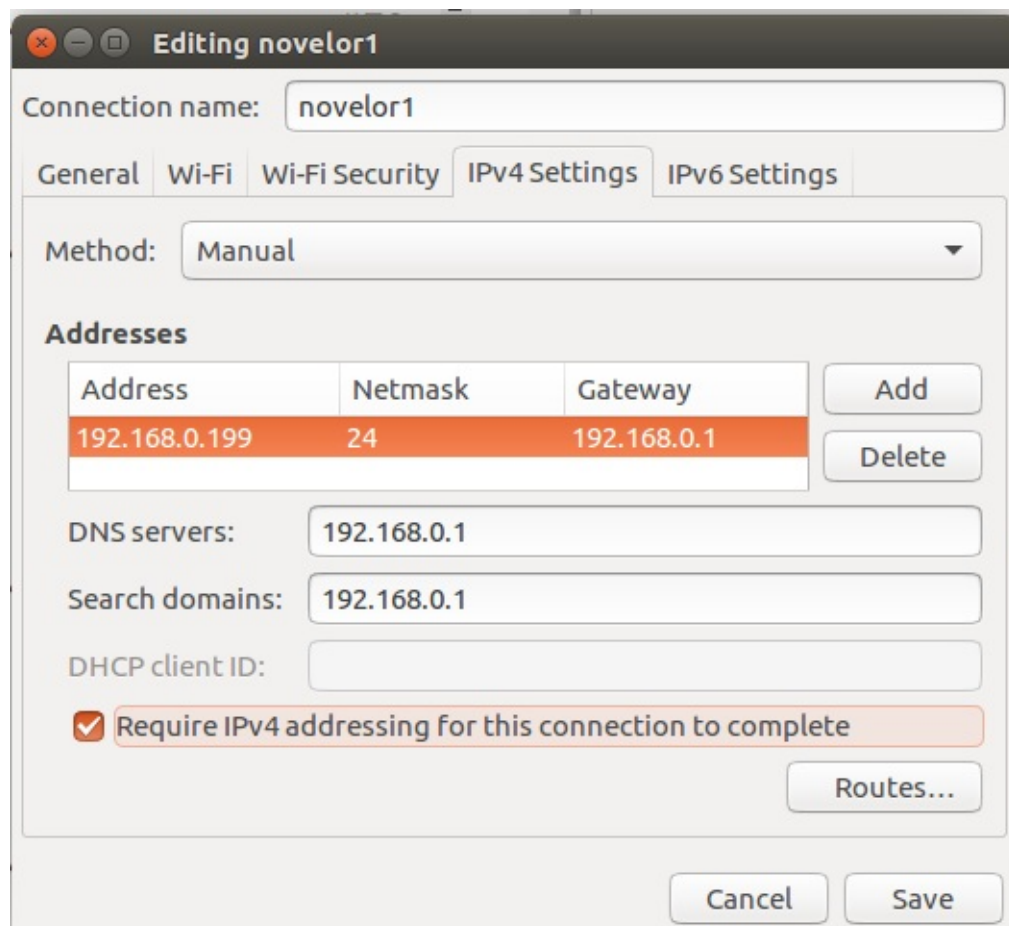 Editing novelor1
Connection name: novelor1
General Wi-Fi Wi-Fi Security IPv4 Settings IPv6 Settings
Method: Manual
Addresses
Address Netmask Gateway Add
192.168.0.199 24 192.168.0.1
Delete
DNS servers: 192.168.0.1
Search domains: 192.168.0.1
DHCP client ID:
Require IPv4 addressing for this connection to complete
Routes...
Cancel Save